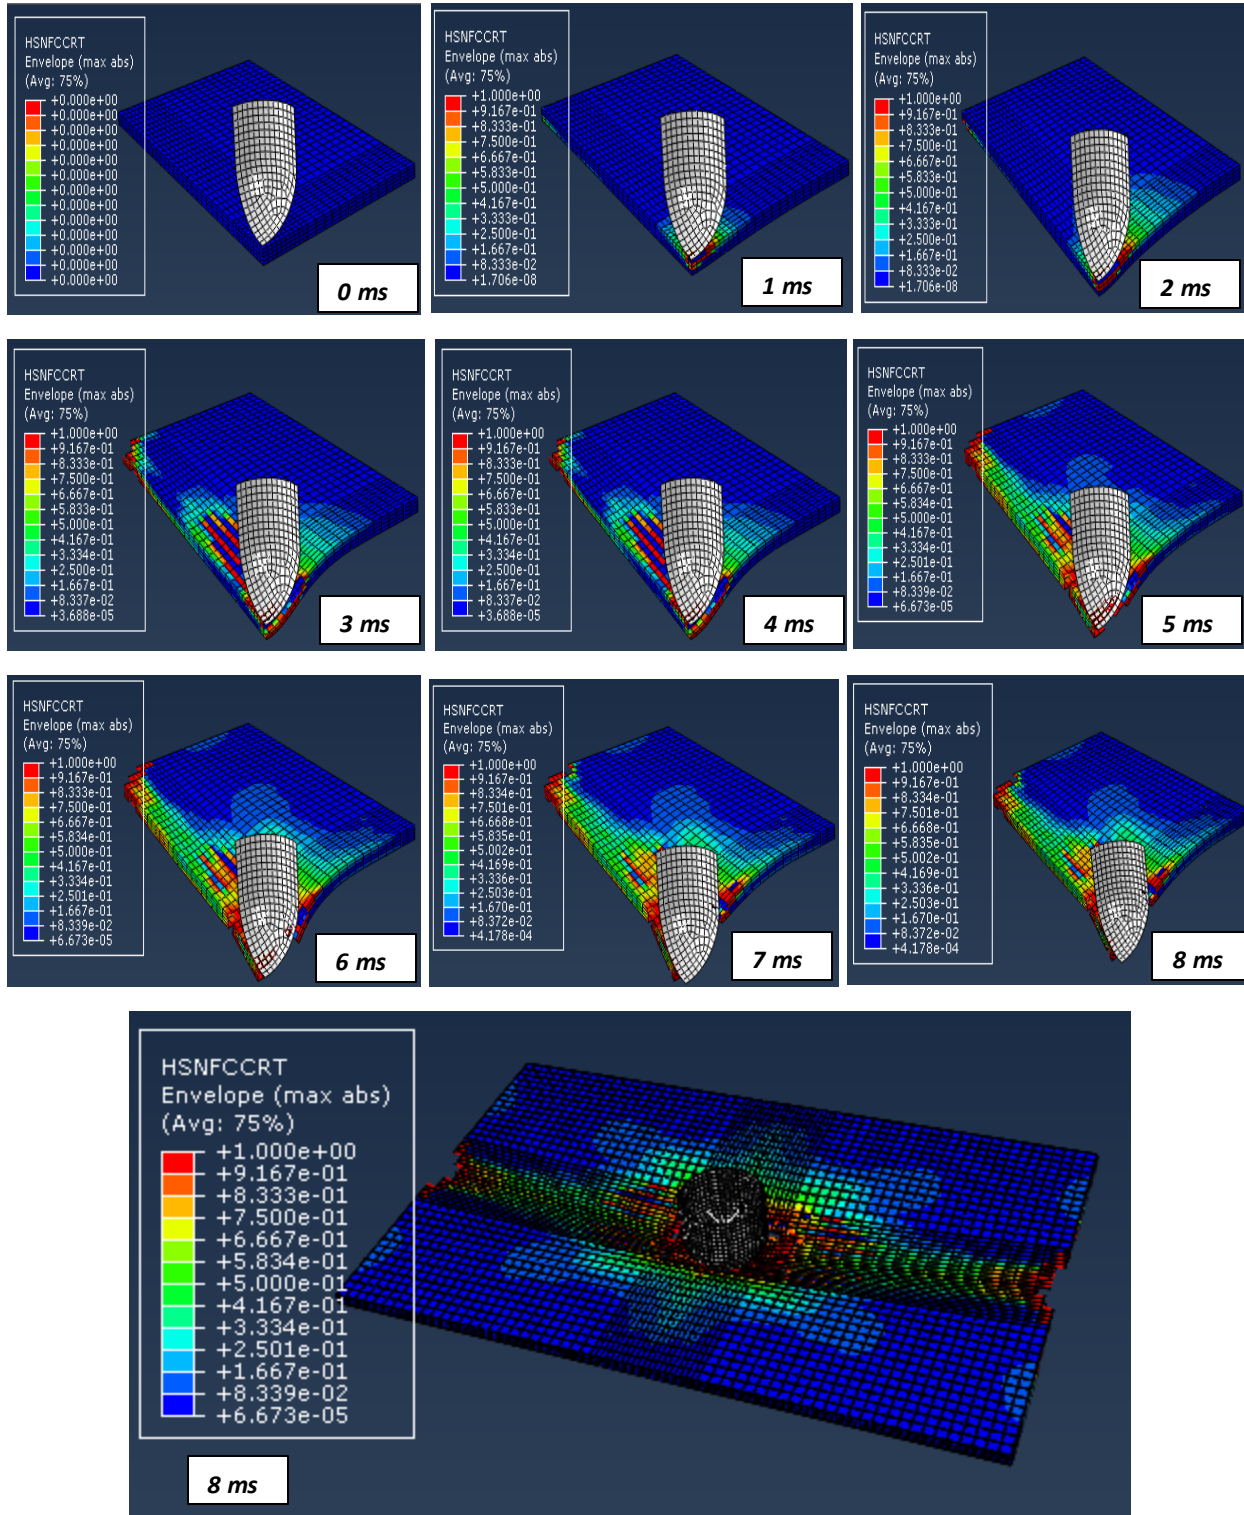 HSNFCCRT
Envelope (max abs)
(Avg: 75%)
+0.000e+00
+0.000e+00
+0.000e+00
+0.000e+00
+0.000e+00
+0.000e+00
+0.000e+00
+0.000e+00
+0.000e+00
+0.000e+00
+0.000e+00
+0.000e+00
+0.000e+00
0 ms
HSNFCCRT
Envelope (max abs)
(Avg: 75%)
+1.000e+00
+9.167e-01
+8.333e-01
+7.500e-01
+6.667e-01
+5.833e-01
+5.000e-01
+4.167e-01
+3.333e-01
+2.500e-01
+1.667e-01
+8.333e-02
+1.706e-08
1 ms
HSNFCCRT
Envelope (max abs)
(Avg: 75%)
+1.000e+00
+9.167e-01
+8.333e-01
+7.500e-01
+6.667e-01
+5.833e-01
+5.000e-01
+4.167e-01
+3.333e-01
+2.500e-01
+1.667e-01
+8.333e-02
+1.706e-08
2 ms
HSNFCCRT
Envelope (max abs)
(Avg: 75%)
+1.000e+00
+9.167e-01
+8.333e-01
+7.500e-01
+6.667e-01
+5.833e-01
+5.000e-01
+4.167e-01
+3.334e-01
+2.500e-01
+1.667e-01
+8.337e-02
+3.688e-05
3 ms
HSNFCCRT
Envelope (max abs)
(Avg: 75%)
+1.000e+00
+9.167e-01
+8.333e-01
+7.500e-01
+6.667e-01
+5.833e-01
+5.000e-01
+4.167e-01
+3.334e-01
+2.500e-01
+1.667e-01
+8.337e-02
+3.688e-05
4 ms
HSNFCCRT
Envelope (max abs)
(Avg: 75%)
+1.000e+00
+9.167e-01
+8.333e-01
+7.500e-01
+6.667e-01
+5.834e-01
+5.000e-01
+4.167e-01
+3.334e-01
+2.501e-01
+1.667e-01
+8.339e-02
+6.673e-05
5 ms
HSNFCCRT
Envelope (max abs)
(Avg: 75%)
+1.000e+00
+9.167e-01
+8.333e-01
+7.500e-01
+6.667e-01
+5.834e-01
+5.000e-01
+4.167e-01
+3.334e-01
+2.501e-01
+1.667e-01
+8.339e-02
+6.673e-05
6 ms
HSNFCCRT
Envelope (max abs)
(Avg: 75%)
+1.000e+00
+9.167e-01
+8.334e-01
+7.501e-01
+6.668e-01
+5.835e-01
+5.002e-01
+4.169e-01
+3.336e-01
+2.503e-01
+1.670e-01
+8.372e-02
+4.178e-04
7 ms
HSNFCCRT
Envelope (max abs)
(Avg: 75%)
+1.000e+00
+9.167e-01
+8.334e-01
+7.501e-01
+6.668e-01
+5.835e-01
+5.002e-01
+4.169e-01
+3.336e-01
+2.503e-01
+1.670e-01
+8.372e-02
+4.178e-04
8 ms
HSNFCCRT
Envelope (max abs)
(Avg: 75%)
+1.000e+00
+9.167e-01
+8.333e-01
+7.500e-01
+6.667e-01
+5.834e-01
+5.000e-01
+4.167e-01
+3.334e-01
+2.501e-01
+1.667e-01
+8.339e-02
+6.673e-05
8 ms